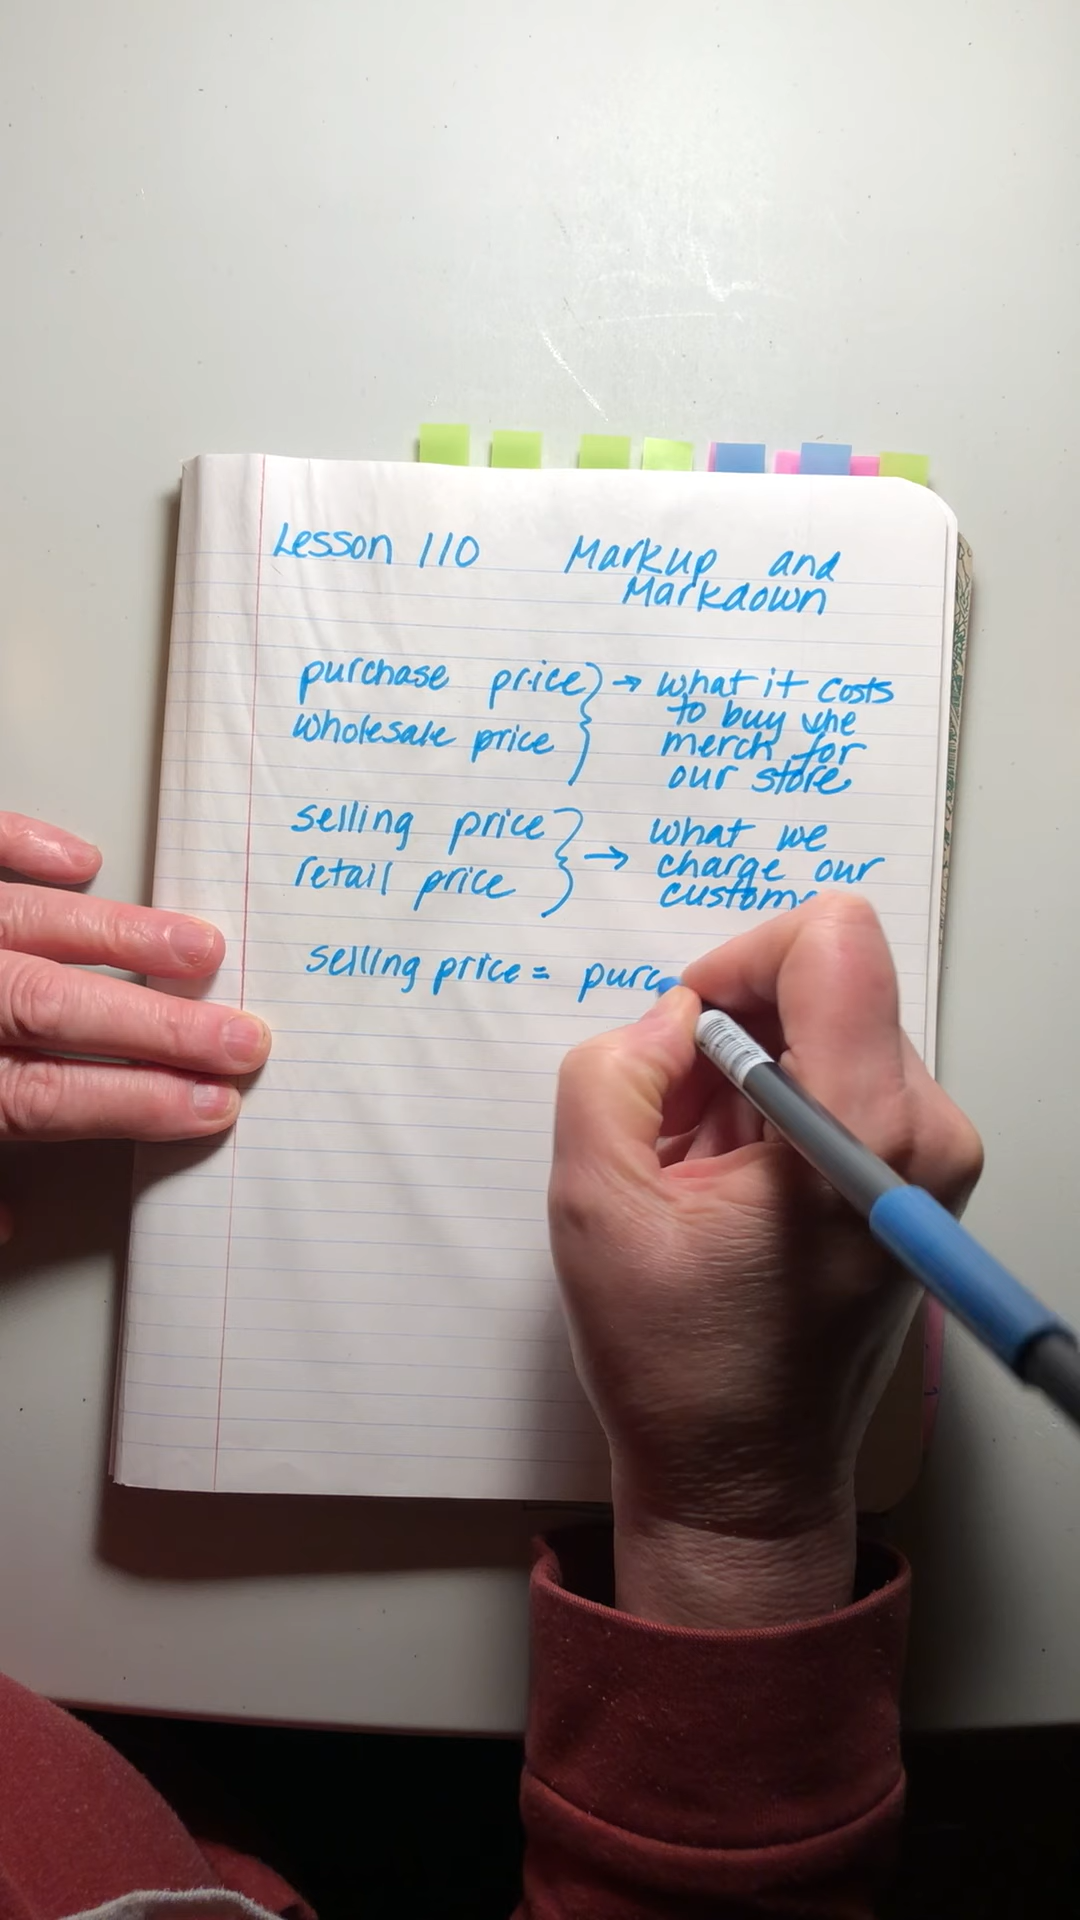 Lesson 110 Markup and
Markdown
purchase price } → what it costs
to buy the
wholesale price merch for
our store
selling price } → what we
charge our
retail price
selling price = purc